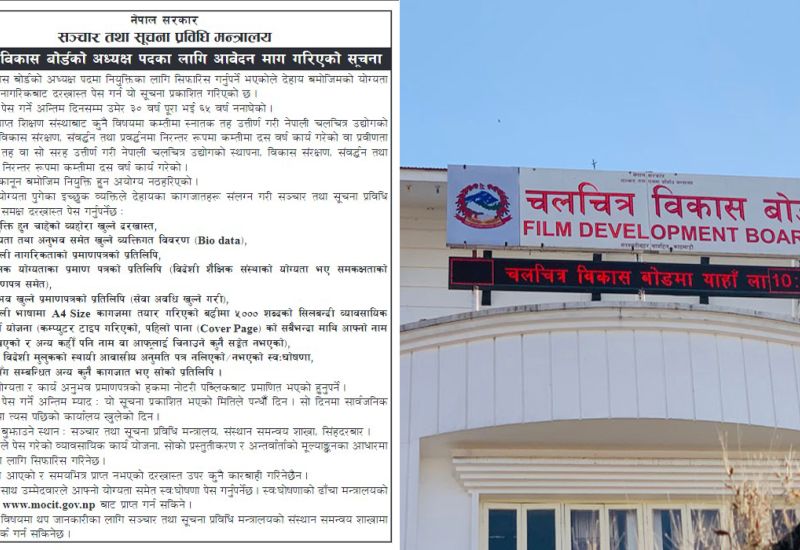 नेपाल सरकार
सञ्चार तथा सूचना प्रविधि मन्त्रालय
विकास बोर्डको अध्यक्ष पदका लागि आवेदन माग गरिएको सूचना
स बोर्डको अध्यक्ष पदमा नियुक्तिका लागि सिफारिस गर्नुपर्ने भएकोले देहाय बमोजिमको योग्यता
नागरिकबाट दरखास्त पेस गर्न यो सूचना प्रकाशित गरिएको छ ।
पेस गर्ने अन्तिम दिनसम्म उमेर ३० वर्ष पूरा भई ६५ वर्ष ननाघेको ।
प्राप्त शिक्षण संस्थाबाट कुनै विषयमा कम्तीमा स्नातक तह उत्तीर्ण गरी नेपाली चलचित्र उद्योगको
विकास संरक्षण, संवर्द्धन तथा प्रवर्द्धनमा निरन्तर रूपमा कम्तीमा दस वर्ष कार्य गरेको वा प्रवीणता
तह वा सो सरह उत्तीर्ण गरी नेपाली चलचित्र उद्योगको स्थापना, विकास संरक्षण, संवर्द्धन तथा
निरन्तर रूपमा कम्तीमा दस वर्ष कार्य गरेको ।
कानून बमोजिम नियुक्ति हुन अयोग्य नठहरिएको ।
योग्यता पुगेका इच्छुक व्यक्तिले देहायका कागजातहरू संलग्न गरी सञ्चार तथा सूचना प्रविधि
समक्ष दरखास्त पेस गर्नुपर्नेछ :
क्ति हुन चाहेको व्यहोरा खुल्ने दरखास्त,
यता तथा अनुभव समेत खुल्ने व्यक्तिगत विवरण (Bio data),
ली नागरिकताको प्रमाणपत्रको प्रतिलिपि,
क योग्यताका प्रमाण पत्रको प्रतिलिपि (विदेशी शैक्षिक संस्थाको योग्यता भए समकक्षताको
णपत्र समेत),
भव खुल्ने प्रमाणपत्रको प्रतिलिपि (सेवा अवधि खुल्ने गरी),
ली भाषामा A4 Size कागजमा तयार गरिएको बढीमा ५००० शब्दको सिलबन्दी व्यावसायिक
योजना (कम्प्युटर टाइप गरिएको, पहिलो पाना (Cover Page) को सबैभन्दा माथि आफ्नो नाम
एको र अन्य कहीँ पनि नाम वा आफूलाई चिनाउने कुनै सङ्केत नभएको),
विदेशी मुलुकको स्थायी आवासीय अनुमति पत्र नलिएको/नभएको स्वःघोषणा,
ँग सम्बन्धित अन्य कुनै कागजात भए सोको प्रतिलिपि ।
योग्यता र कार्य अनुभव प्रमाणपत्रको हकमा नोटरी पब्लिकबाट प्रमाणित भएको हुनुपर्ने ।
पेस गर्ने अन्तिम म्याद : यो सूचना प्रकाशित भएको मितिले पन्ध्रौँ दिन । सो दिनमा सार्वजनिक
त्यस पछिको कार्यालय खुलेको दिन ।
बुझाउने स्थान : सञ्चार तथा सूचना प्रविधि मन्त्रालय, संस्थान समन्वय शाखा, सिंहदरबार ।
ले पेस गरेको व्यावसायिक कार्य योजना, सोको प्रस्तुतीकरण र अन्तर्वार्ताको मूल्याङ्कनका आधारमा
लागि सिफारिस गरिनेछ ।
आएको र समयभित्र प्राप्त नभएको दरखास्त उपर कुनै कारबाही गरिनेछैन ।
साथ उम्मेदवारले आफ्नो योग्यता समेत स्वःघोषणा पेस गर्नुपर्नेछ । स्वःघोषणाको ढाँचा मन्त्रालयको
www.mocit.gov.np बाट प्राप्त गर्न सकिने ।
विषयमा थप जानकारीका लागि सञ्चार तथा सूचना प्रविधि मन्त्रालयको संस्थान समन्वय शाखामा
र्क गर्न सकिनेछ ।
नेपाल सरकार
चलचित्र विकास बो
FILM DEVELOPMENT BOAR
चलचित्र विकास बोर्डमा यहाँ ला
10: